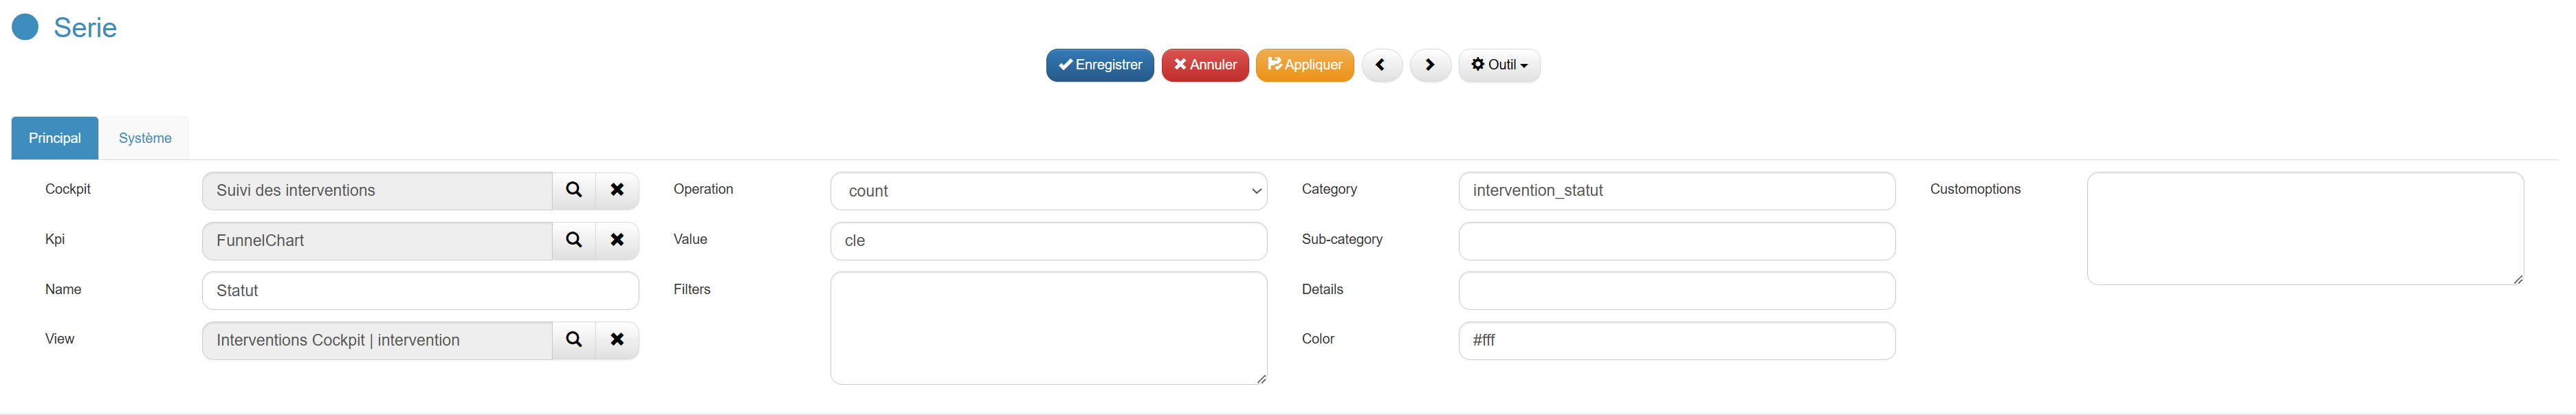 Serie
Enregistrer Annuler Appliquer Outil
Principal Système
Cockpit Suivi des interventions Operation count Category intervention_statut Customoptions
Kpi FunnelChart Value cle Sub-category
Name Statut Filters Details
View Interventions Cockpit | intervention Color #fff